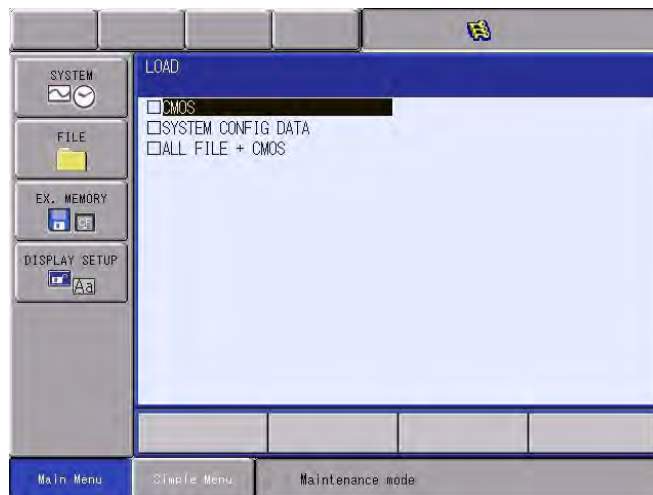 SYSTEM
FILE
EX. MEMORY
CF
DISPLAY SETUP
Aa
LOAD
CMOS
SYSTEM CONFIG DATA
ALL FILE + CMOS
Main Menu
Simple Menu
Maintenance mode